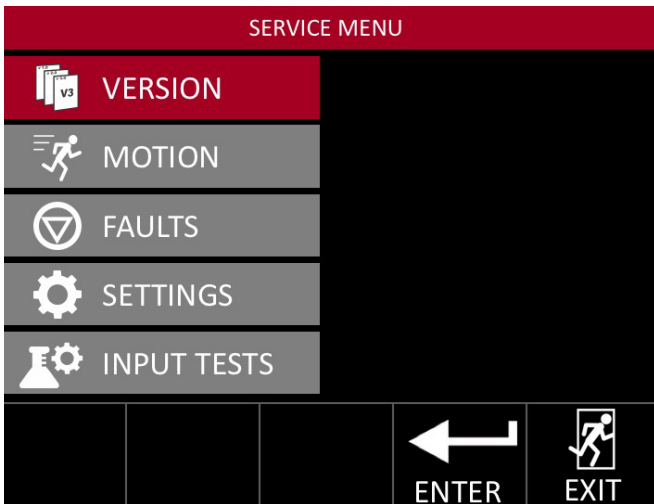 SERVICE MENU
V3
VERSION
MOTION
FAULTS
SETTINGS
INPUT TESTS
ENTER
EXIT